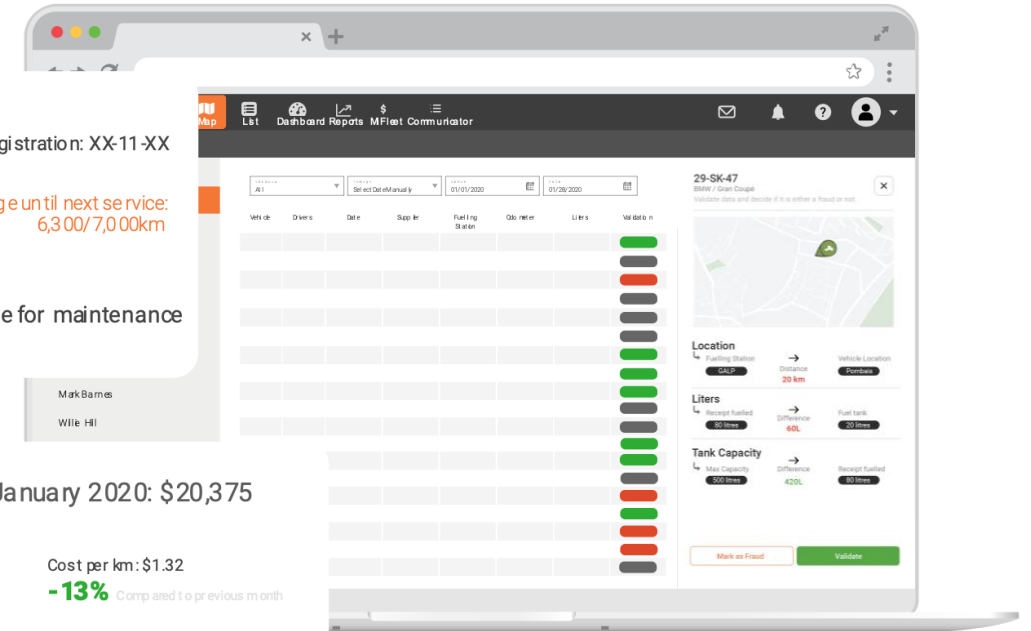 Map
List
Dashboard
Reports
$
MFleet
Communicator
?
gistration: XX-11-XX
ge until next service:
6,300/7,000km
e for maintenance
Mark Barnes
Willie Hill
January 2020: $20,375
Cost per km: $1.32
-13% Compared to previous month
All
Select Date Manually
01/01/2020
01/28/2020
Vehicle Drivers Date Supplier Fuelling Station Odometer Liters Validation
29-SK-47
BMW / Gran Coupé
Validate data and decide if it is either a fraud or not.
Location
Fuelling Station
GALP
Distance
20 km
Vehicle Location
Pombais
Liters
Receipt fuelled
80 litres
Difference
60L
Fuel tank
20 litres
Tank Capacity
Max Capacity
500 litres
Difference
420L
Receipt fuelled
80 litres
Mark as Fraud
Validate